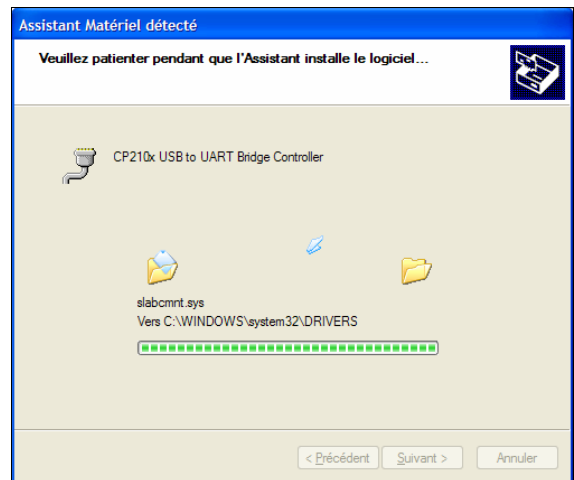 Assistant Matériel détecté
Veuillez patienter pendant que l'Assistant installe le logiciel...
CP210x USB to UART Bridge Controller
slabcmnt.sys
Vers C:\WINDOWS\system32\DRIVERS
< Précédent Suivant > Annuler